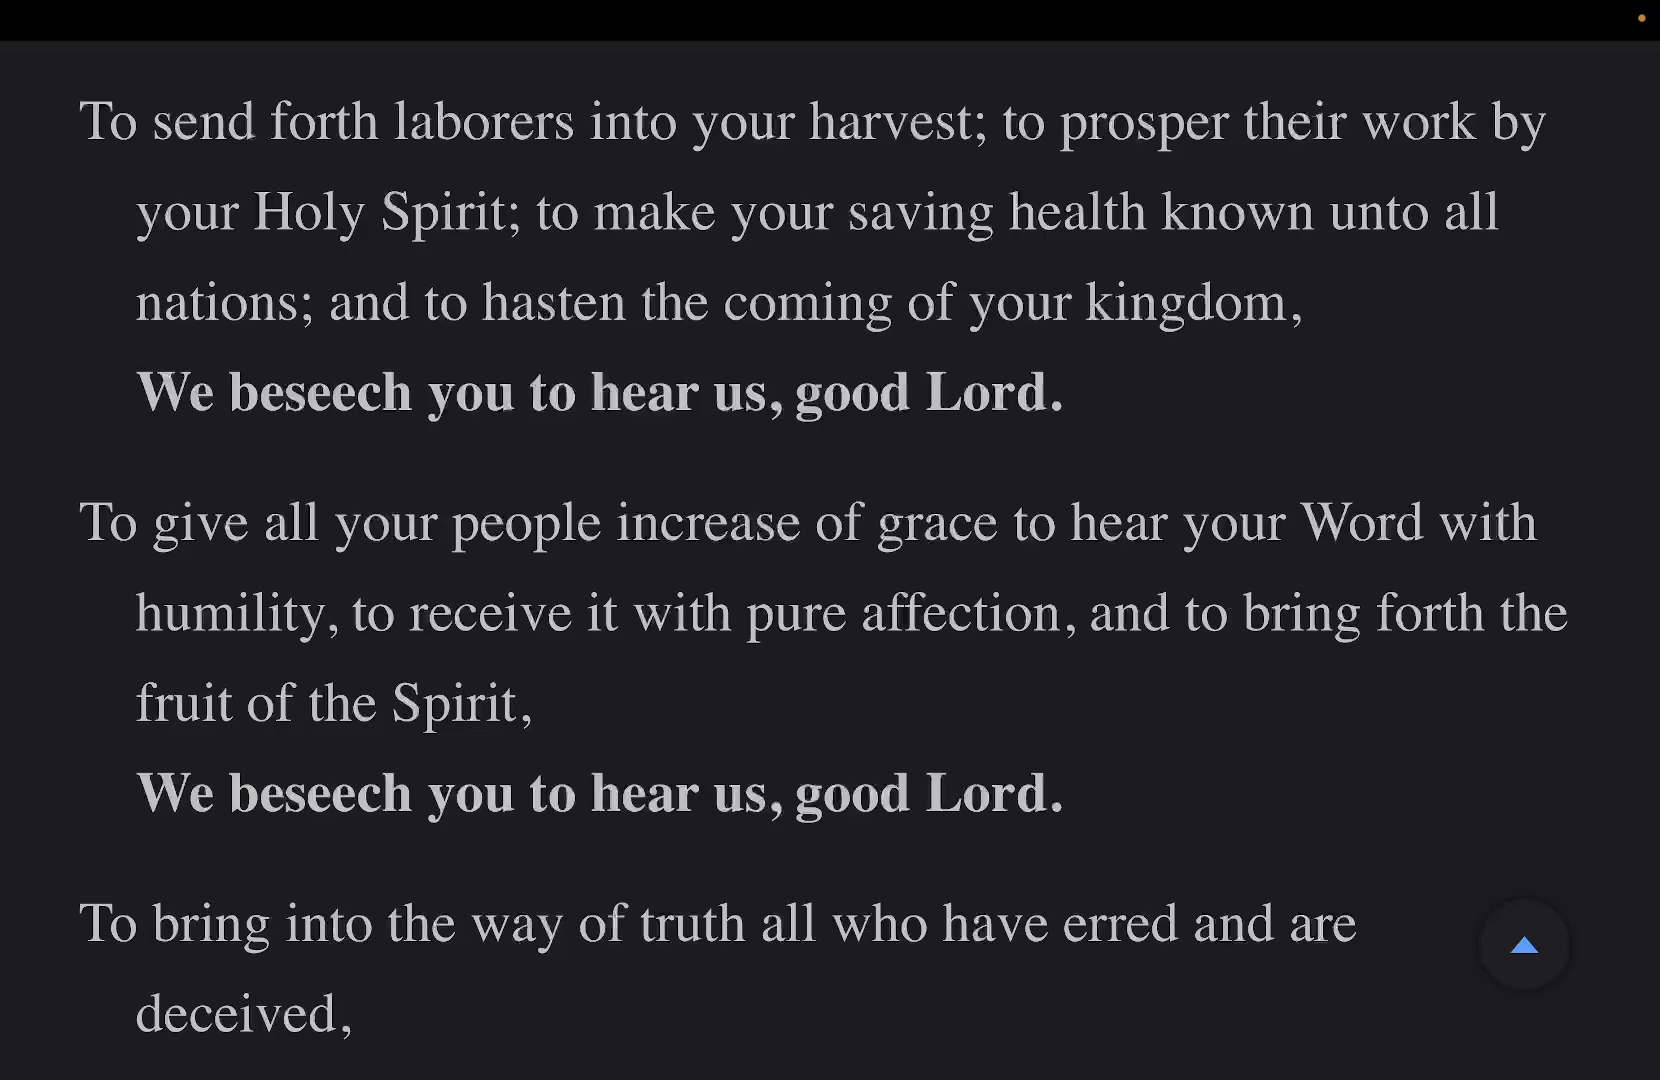 To send forth laborers into your harvest; to prosper their work by
your Holy Spirit; to make your saving health known unto all
nations; and to hasten the coming of your kingdom,
We beseech you to hear us, good Lord.
To give all your people increase of grace to hear your Word with
humility, to receive it with pure affection, and to bring forth the
fruit of the Spirit,
We beseech you to hear us, good Lord.
To bring into the way of truth all who have erred and are
deceived,